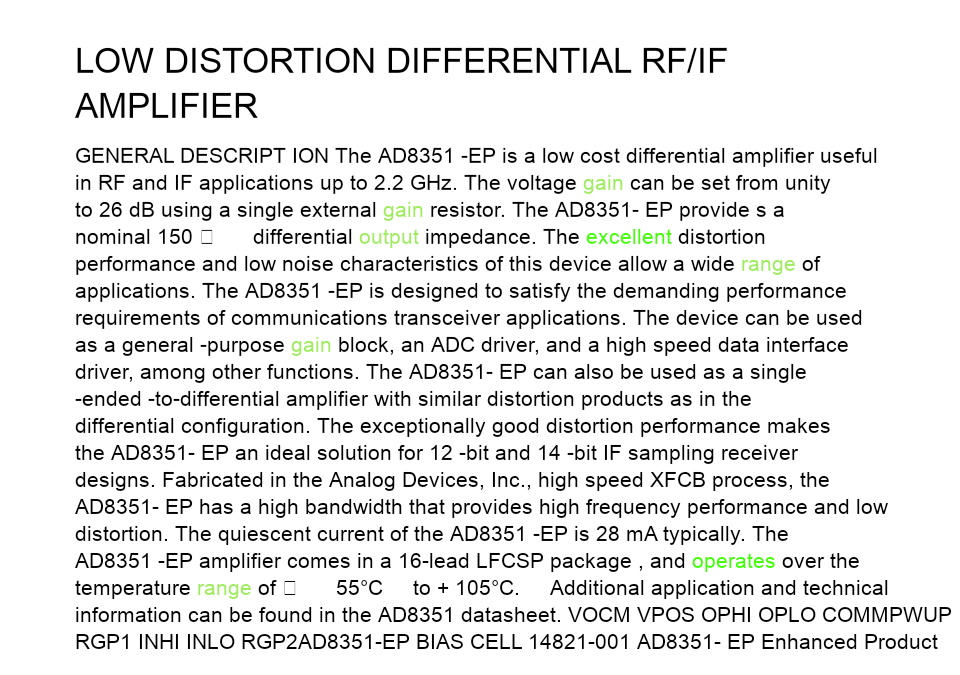 LOW DISTORTION DIFFERENTIAL RF/IF
AMPLIFIER
GENERAL DESCRIPT ION The AD8351 -EP is a low cost differential amplifier useful
in RF and IF applications up to 2.2 GHz. The voltage gain can be set from unity
to 26 dB using a single external gain resistor. The AD8351- EP provide s a
nominal 150 □ differential output impedance. The excellent distortion
performance and low noise characteristics of this device allow a wide range of
applications. The AD8351 -EP is designed to satisfy the demanding performance
requirements of communications transceiver applications. The device can be used
as a general -purpose gain block, an ADC driver, and a high speed data interface
driver, among other functions. The AD8351- EP can also be used as a single
-ended -to-differential amplifier with similar distortion products as in the
differential configuration. The exceptionally good distortion performance makes
the AD8351- EP an ideal solution for 12 -bit and 14 -bit IF sampling receiver
designs. Fabricated in the Analog Devices, Inc., high speed XFCB process, the
AD8351- EP has a high bandwidth that provides high frequency performance and low
distortion. The quiescent current of the AD8351 -EP is 28 mA typically. The
AD8351 -EP amplifier comes in a 16-lead LFCSP package , and operates over the
temperature range of □ 55°C to + 105°C. Additional application and technical
information can be found in the AD8351 datasheet. VOCM VPOS OPHI OPLO COMMPWUP
RGP1 INHI INLO RGP2AD8351-EP BIAS CELL 14821-001 AD8351- EP Enhanced Product